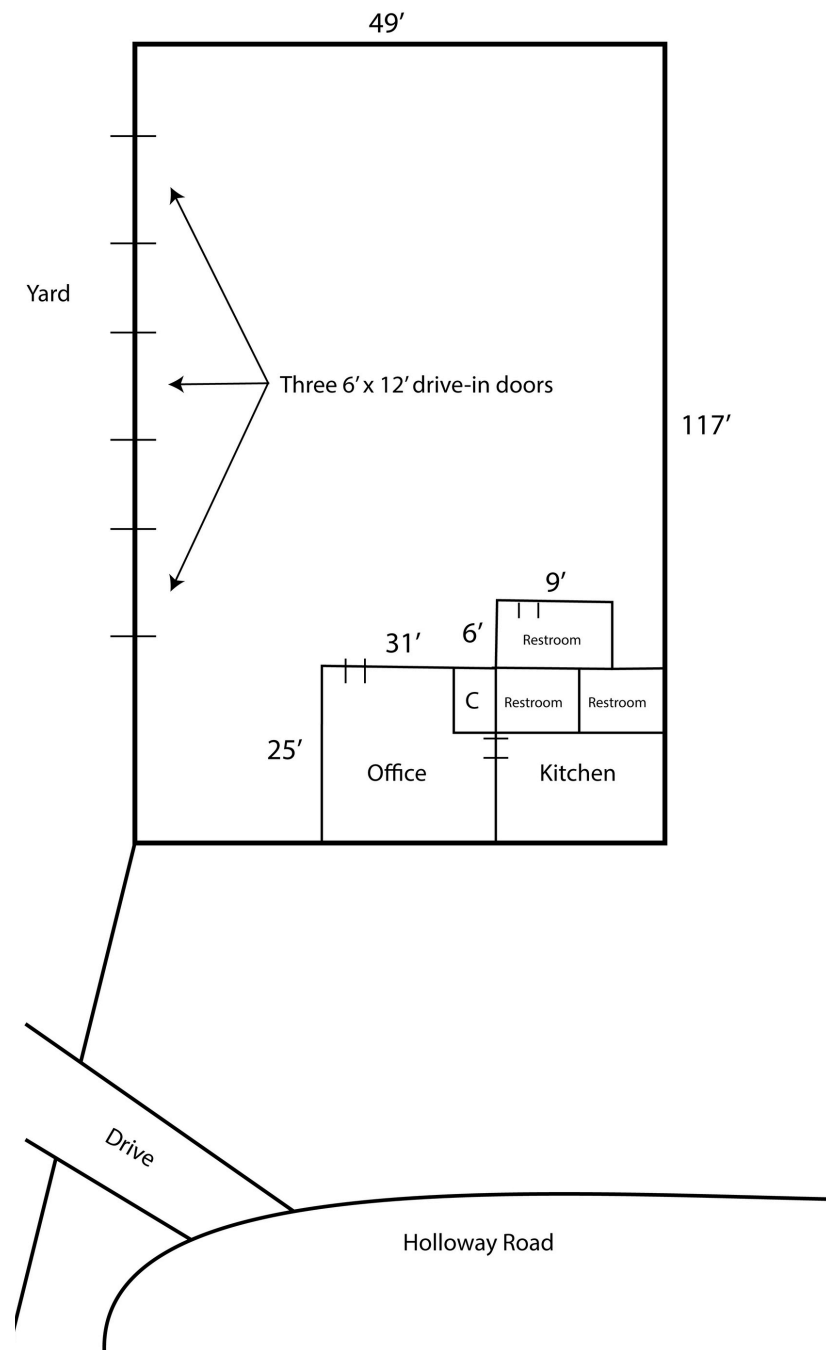 49’
Yard
Three 6’ x 12’ drive-in doors
117’
9’
6’
Restroom
31’
C
Restroom
Restroom
25’
Office
Kitchen
Drive
Holloway Road